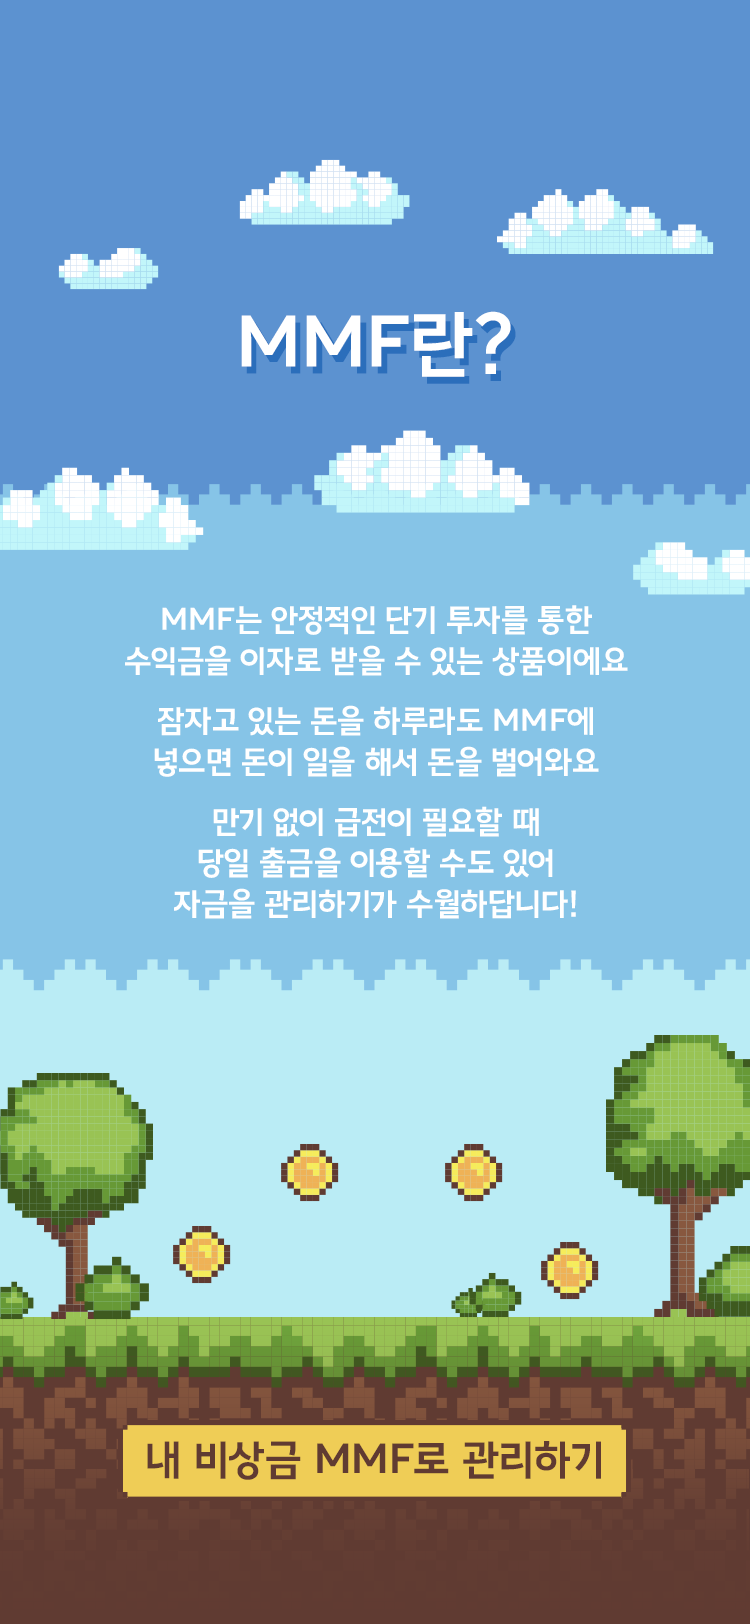 MMF란?
MMF는 안정적인 단기 투자를 통한
수익금을 이자로 받을 수 있는 상품이에요
잠자고 있는 돈을 하루라도 MMF에
넣으면 돈이 일을 해서 돈을 벌어와요
만기 없이 급전이 필요할 때
당일 출금을 이용할 수도 있어
자금을 관리하기가 수월하답니다!
내 비상금 MMF로 관리하기